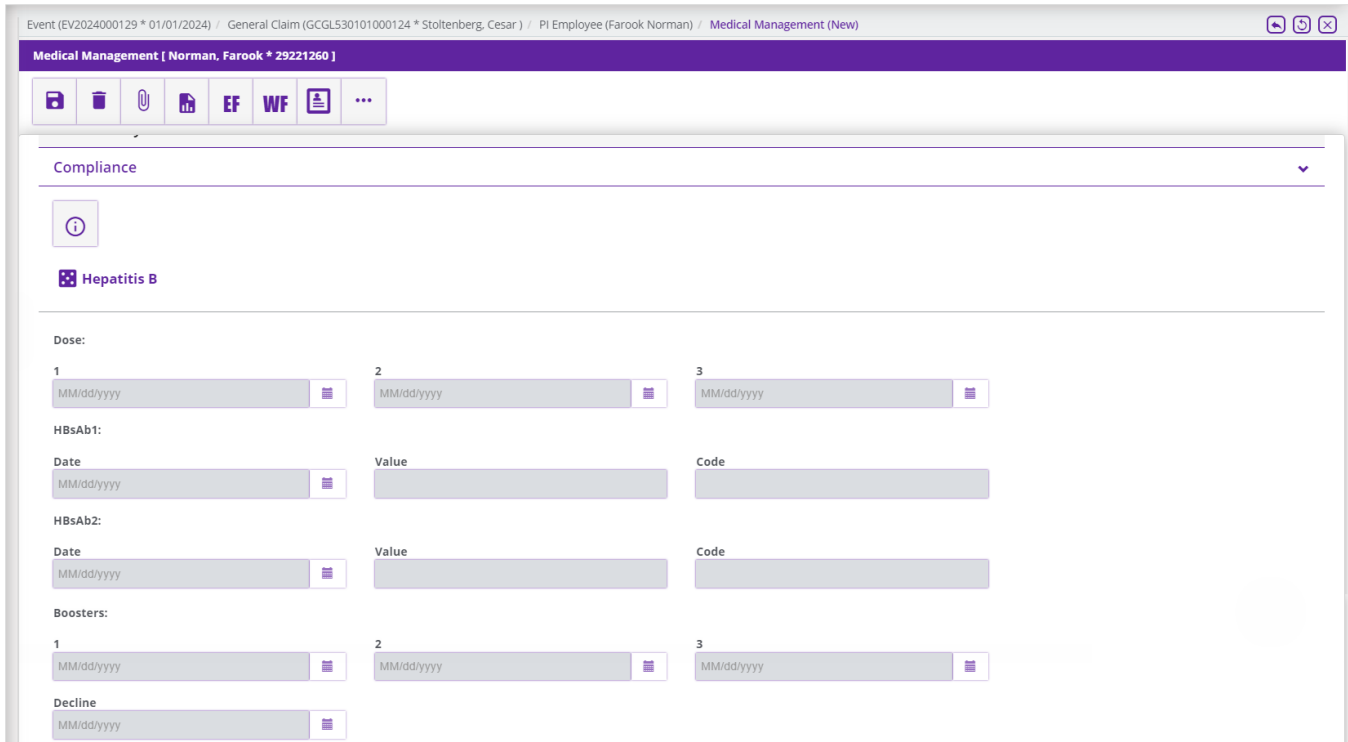 Event (EV2024000129 * 01/01/2024) / General Claim (GCGL530101000124 * Stoltenberg, Cesar ) / PI Employee (Farook Norman) / Medical Management (New)
Medical Management [ Norman, Farook * 29221260 ]
EF WF
Compliance
Hepatitis B
Dose:
1 2 3
MM/dd/yyyy MM/dd/yyyy MM/dd/yyyy
HBsAb1:
Date Value Code
MM/dd/yyyy
HBsAb2:
Date Value Code
MM/dd/yyyy
Boosters:
1 2 3
MM/dd/yyyy MM/dd/yyyy MM/dd/yyyy
Decline
MM/dd/yyyy